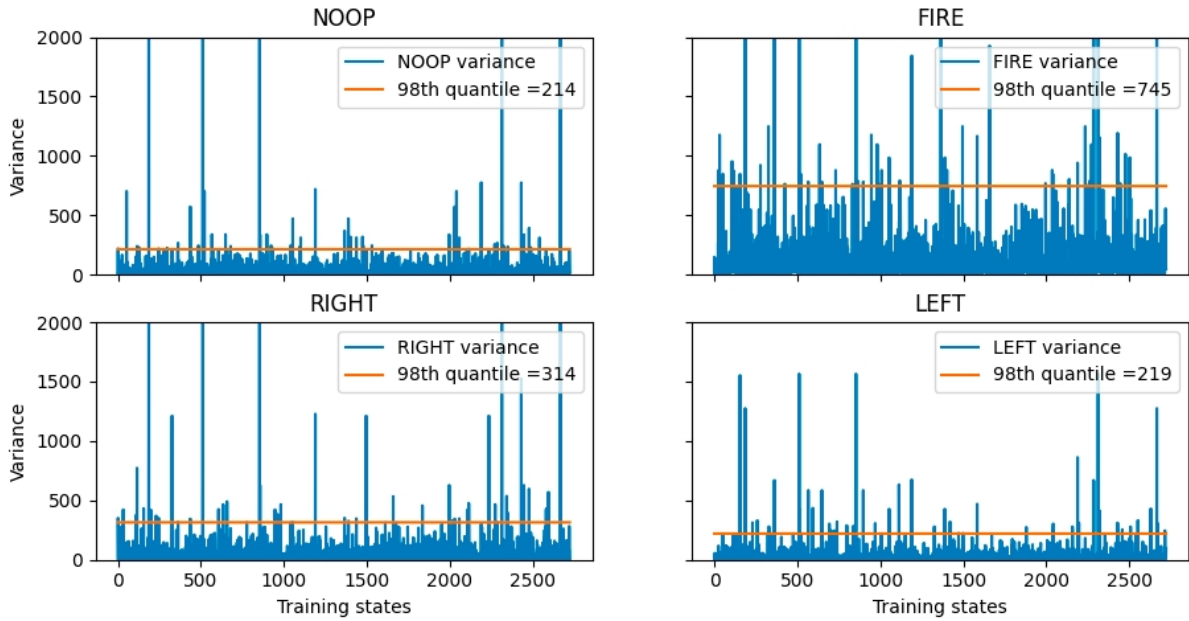 NOOP
FIRE
2000
1500
1000
500
0
Variance
NOOP variance
98th quantile =214
FIRE variance
98th quantile =745
RIGHT
LEFT
2000
1500
1000
500
0
Variance
RIGHT variance
98th quantile =314
LEFT variance
98th quantile =219
0 500 1000 1500 2000 2500
0 500 1000 1500 2000 2500
Training states
Training states